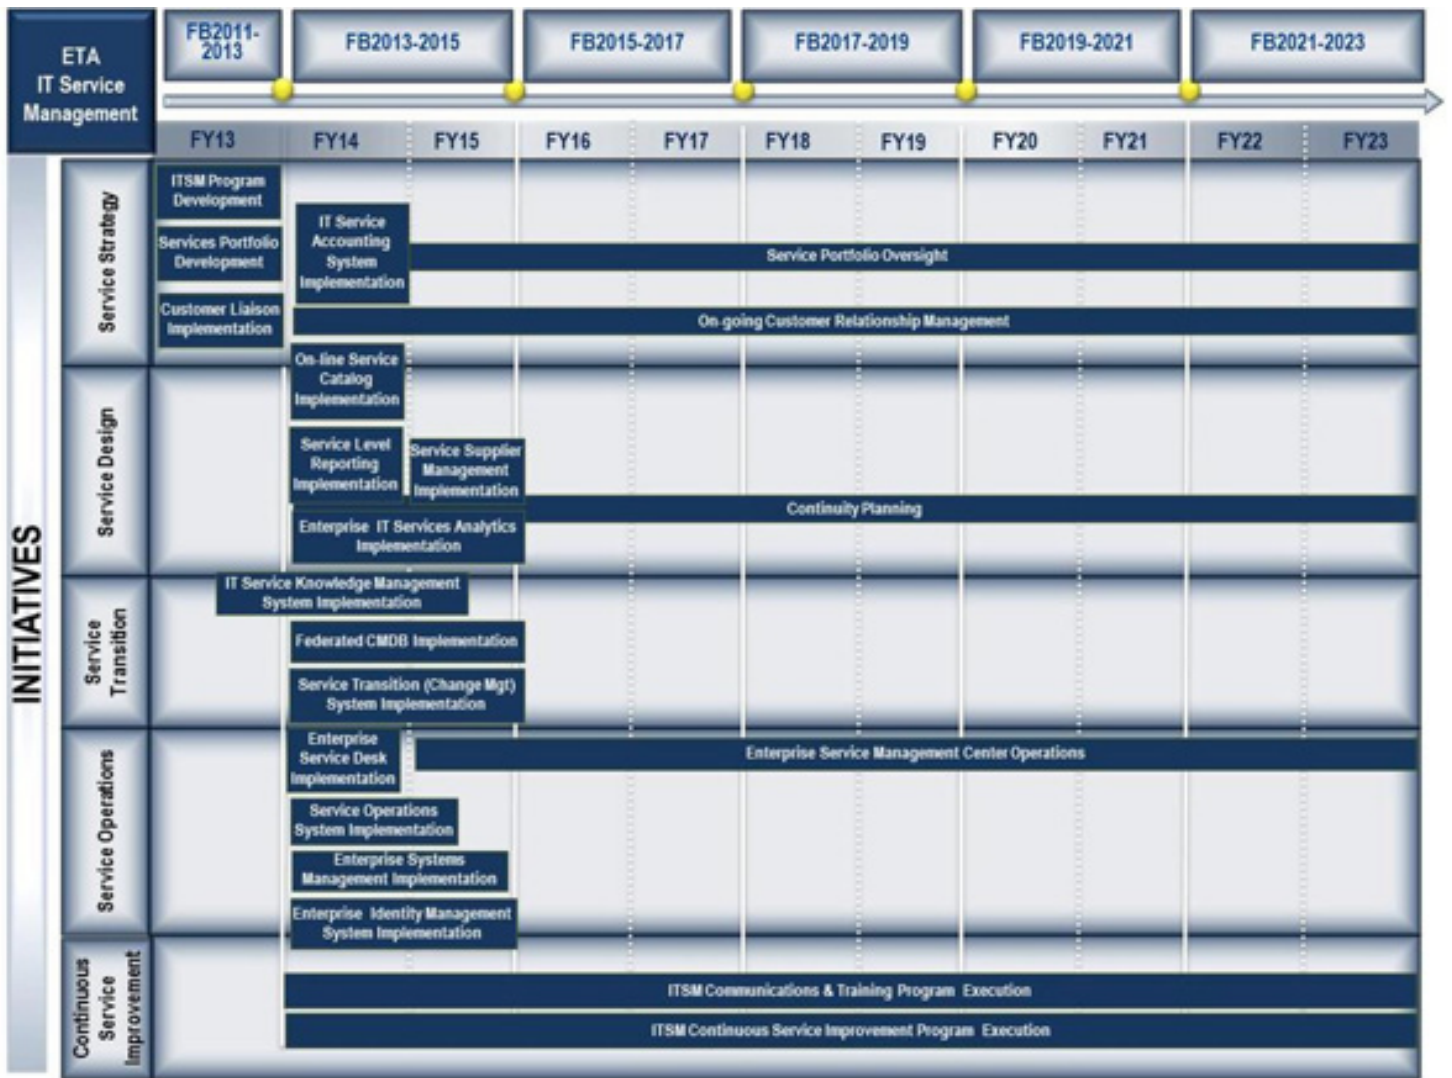 ETA
IT Service
Management
FB2011-
2013
FB2013-2015
FB2015-2017
FB2017-2019
FB2019-2021
FB2021-2023
FY13
FY14
FY15
FY16
FY17
FY18
FY19
FY20
FY21
FY22
FY23
INITIATIVES
Service Strategy
ITSM Program
Development
Services Portfolio
Development
Customer Liaison
Implementation
IT Service
Accounting
System
Implementation
Service Portfolio Oversight
On-going Customer Relationship Management
Service Design
On-line Service
Catalog
Implementation
Service Level
Reporting
Implementation
Service Supplier
Management
Implementation
Continuity Planning
Enterprise IT Services Analytics
Implementation
Service
Transition
IT Service Knowledge Management
System Implementation
Federated CMDB Implementation
Service Transition (Change Mgt)
System Implementation
Service Operations
Enterprise
Service Desk
Implementation
Enterprise Service Management Center Operations
Service Operations
System Implementation
Enterprise Systems
Management Implementation
Enterprise Identity Management
System Implementation
Continuous
Service
Improvement
ITSM Communications & Training Program Execution
ITSM Continuous Service Improvement Program Execution